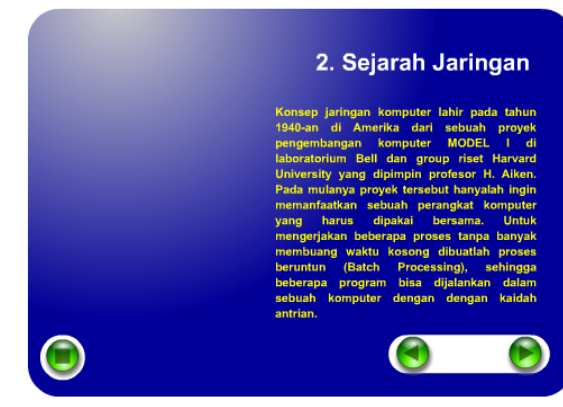 2. Sejarah Jaringan
Konsep jaringan komputer lahir pada tahun
1940-an di Amerika dari sebuah proyek
pengembangan komputer MODEL I di
laboratorium Bell dan group riset Harvard
University yang dipimpin profesor H. Aiken.
Pada mulanya proyek tersebut hanyalah ingin
memanfaatkan sebuah perangkat komputer
yang harus dipakai bersama. Untuk
mengerjakan beberapa proses tanpa banyak
membuang waktu kosong dibuatlah proses
beruntun (Batch Processing), sehingga
beberapa program bisa dijalankan dalam
sebuah komputer dengan dengan kaidah
antrian.